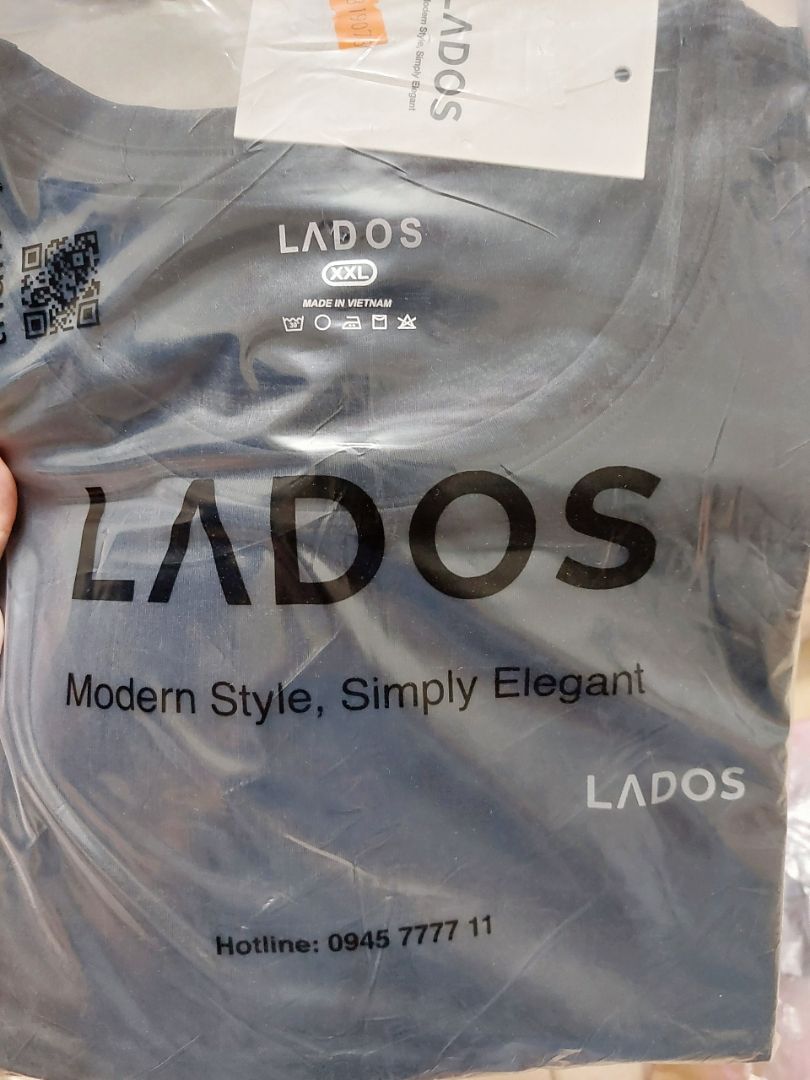 LADOS
Modern Style, Simply Elegant
LADOS
XXL
MADE IN VIETNAM
30
LADOS
Modern Style, Simply Elegant
LADOS
Hotline: 0945 7777 11